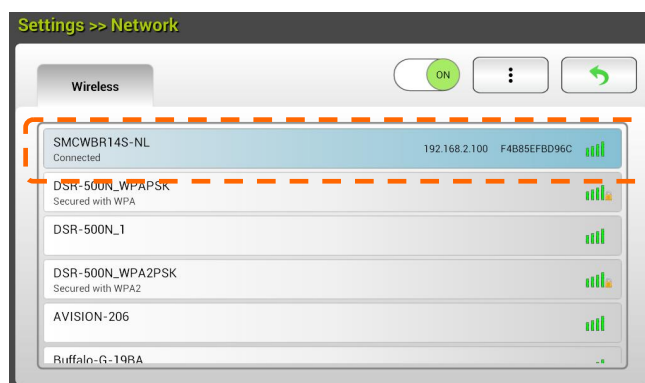 Settings >> Network
Wireless
ON
SMCWBR14S-NL
Connected
192.168.2.100 F4B85EFBD96C
DSR-500N_WPAPSK
Secured with WPA
DSR-500N_1
DSR-500N_WPA2PSK
Secured with WPA2
AVISION-206
Buffalo-G-19BA